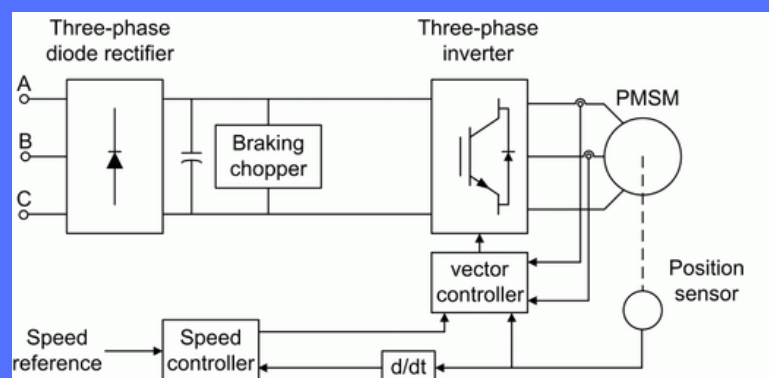 Three-phase
diode rectifier
Three-phase
inverter
A
B
C
Braking
chopper
PMSM
vector
controller
Position
sensor
Speed
reference
Speed
controller
d/dt